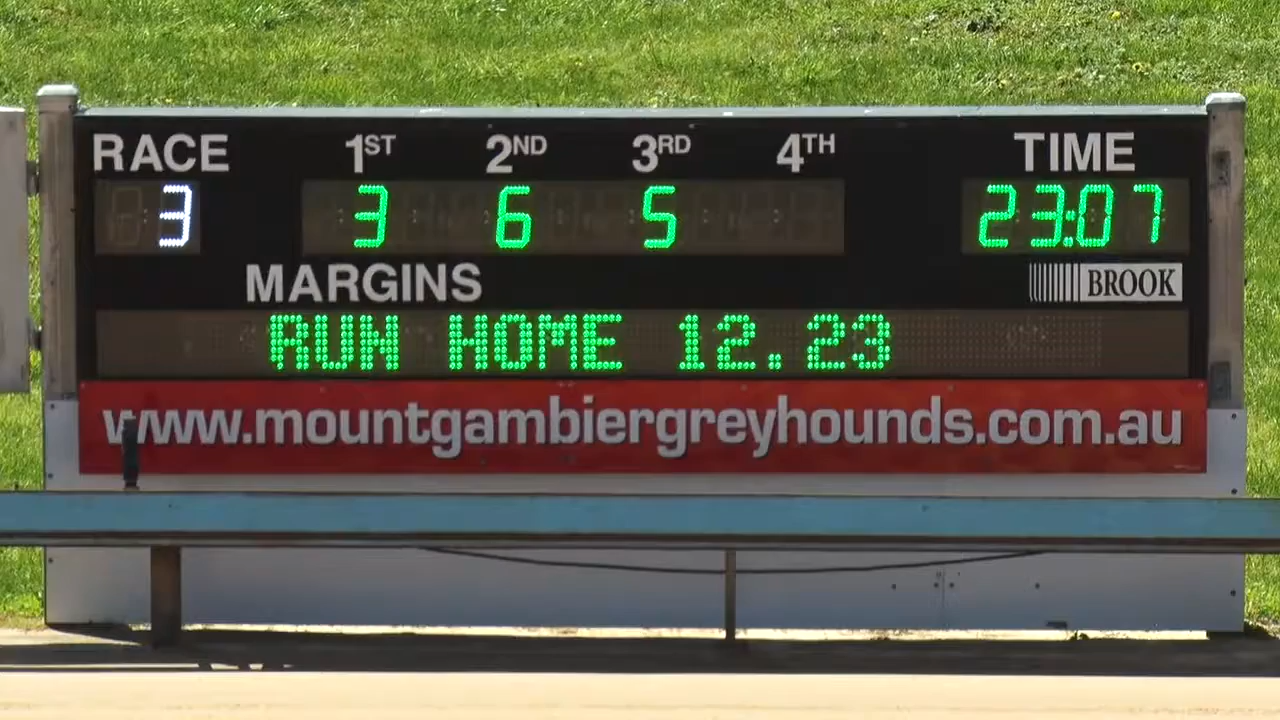 RACE 1ST 2ND 3RD 4TH TIME
3 3 6 5 23:07
MARGINS BROOK
RUN HOME 12.23
www.mountgambiergreyhounds.com.au